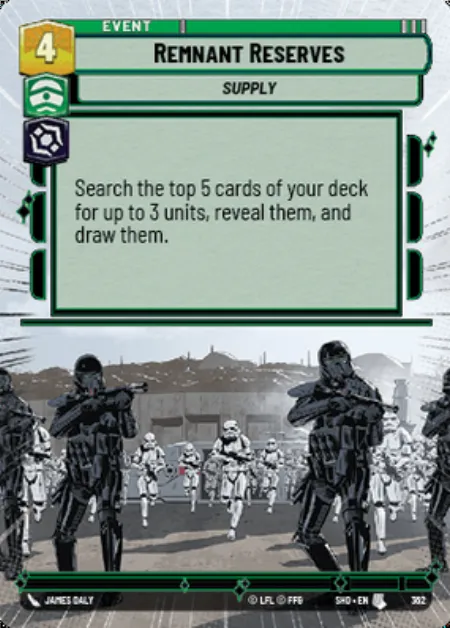 EVENT
4
REMNANT RESERVES
SUPPLY
Search the top 5 cards of your deck
for up to 3 units, reveal them, and
draw them.
JAMES DALY
© LFL © FFG
SHD • EN
382